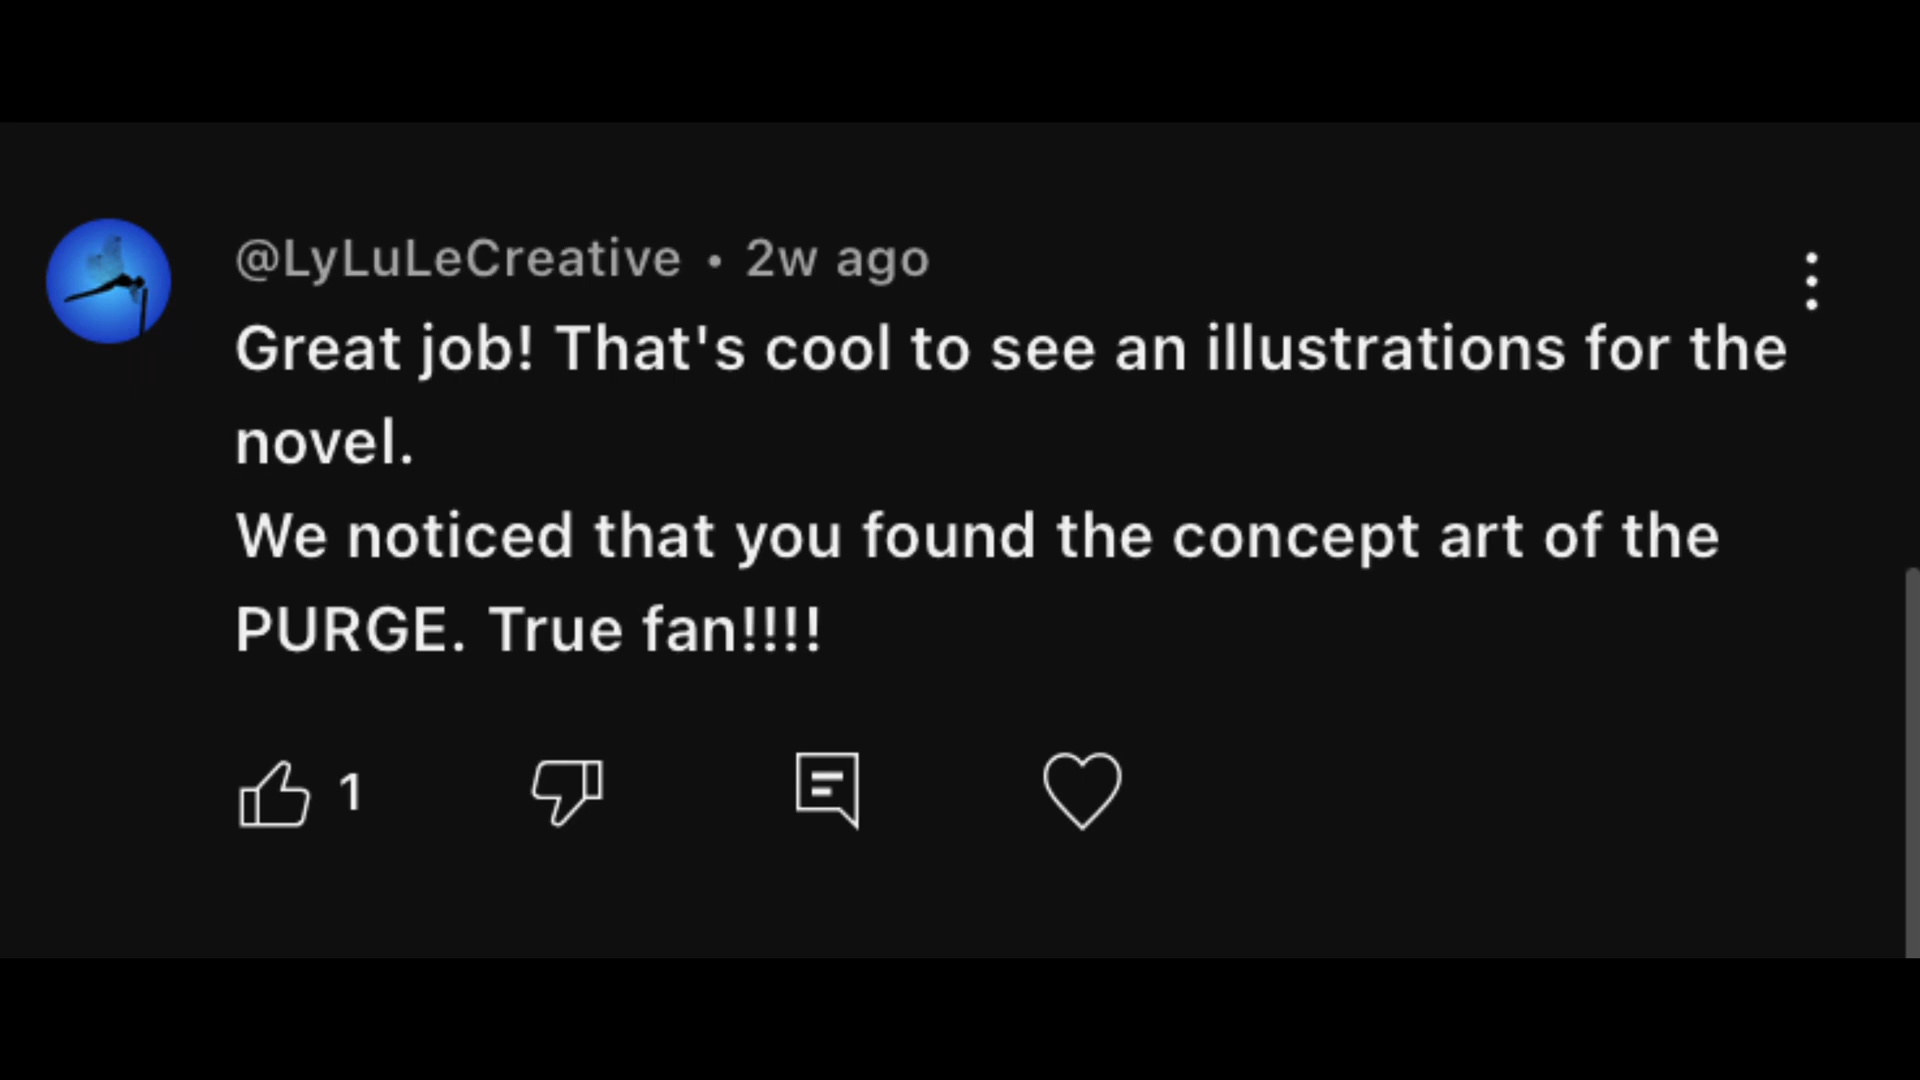 @LyLuLeCreative • 2w ago
Great job! That's cool to see an illustrations for the
novel.
We noticed that you found the concept art of the
PURGE. True fan!!!!
1